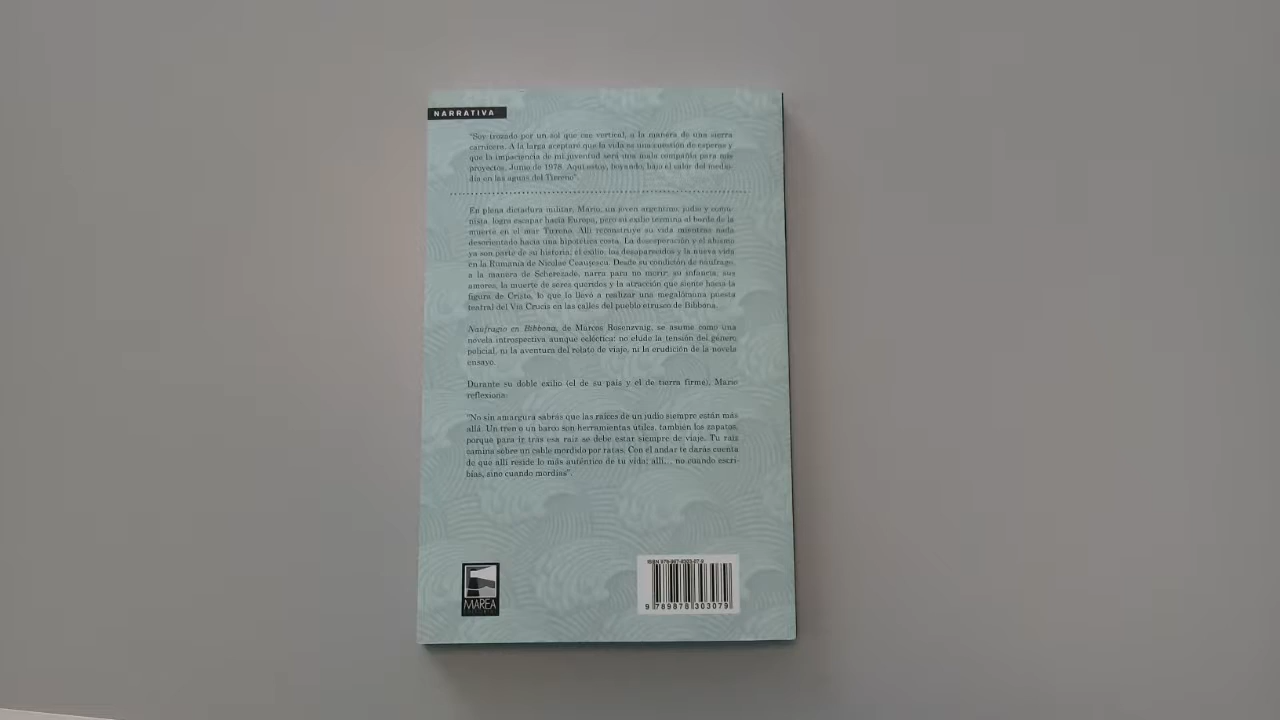 NARRATIVA
"Soy trozado por un sol que cae vertical, a la manera de una sierra
carnicera. A la larga aceptaré que la vida es una cuestión de esperas y
que la impaciencia de mi juventud será una mala compañía para mis
proyectos. Junio de 1978. Aquí estoy, boyando, bajo el calor del medio-
día en las aguas del Tirreno".
En plena dictadura militar, Mario, un joven argentino, judío y comu-
nista, logra escapar hacia Europa, pero su exilio termina al borde de la
muerte en el mar Tirreno. Allí reconstruye su vida mientras nada
desorientado hacia una hipotética costa. La desesperación y el abismo
ya son parte de su historia: el exilio, los desaparecidos y la nueva vida
en la Rumania de Nicolae Ceauşescu. Desde su condición de náufrago,
a la manera de Scherezade, narra para no morir, su infancia, sus
amores, la muerte de seres queridos y la atracción que siente hacia la
figura de Cristo, lo que lo llevó a realizar una megalómana puesta
teatral del Vía Crucis en las calles del pueblo etrusco de Bibbona.
Naufragio en Bibbona, de Marcos Rosenzvaig, se asume como una
novela introspectiva aunque ecléctica: no elude la tensión del género
policial, ni la aventura del relato de viaje, ni la erudición de la novela
ensayo.
Durante su doble exilio (el de su país y el de tierra firme), Mario
reflexiona:
"No sin amargura sabrás que las raíces de un judío siempre están más
allá. Un tren o un barco son herramientas útiles, también los zapatos,
porque para ir tras esa raíz se debe estar siempre de viaje. Tu raíz
camina sobre un cable mordido por ratas. Con el andar te darás cuenta
de que allí reside lo más auténtico de tu vida; allí... no cuando escri-
bías, sino cuando mordías".
MAREA
ISBN 978-987-8303-07-9
9 789878 303079